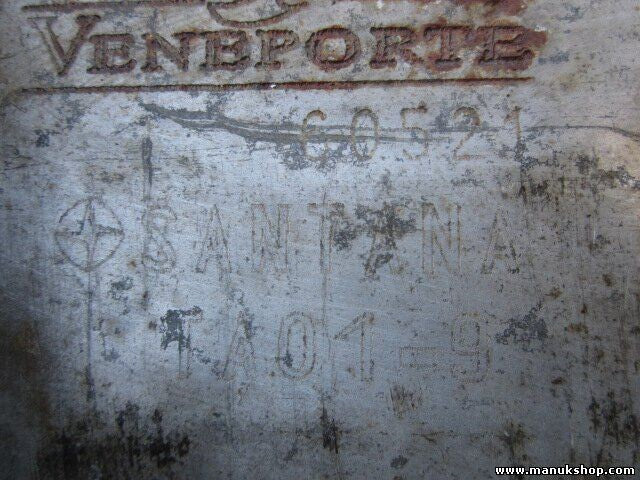 VENEPORTE
60521
SANTANA
TA01-9
www.manukshop.com